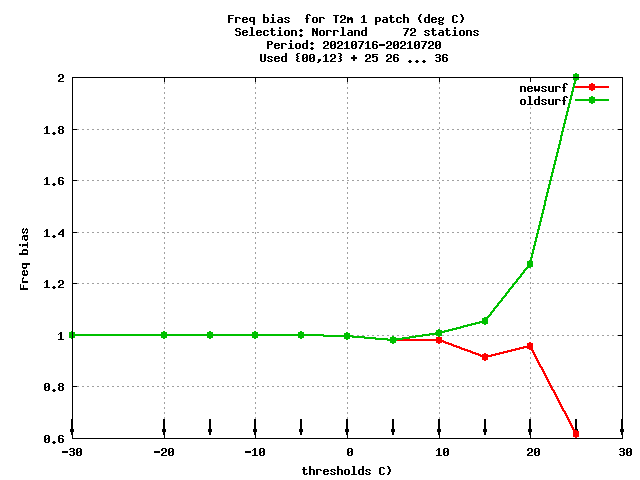 Freq bias  for T2m 1 patch (deg C)
Selection: Norrland     72 stations
Period: 20210716-20210720
Used {00,12} + 25 26 ... 36
newsurf
oldsurf
2
1.8
1.6
1.4
1.2
1
0.8
0.6
Freq bias
-30
-20
-10
0
10
20
30
thresholds C)